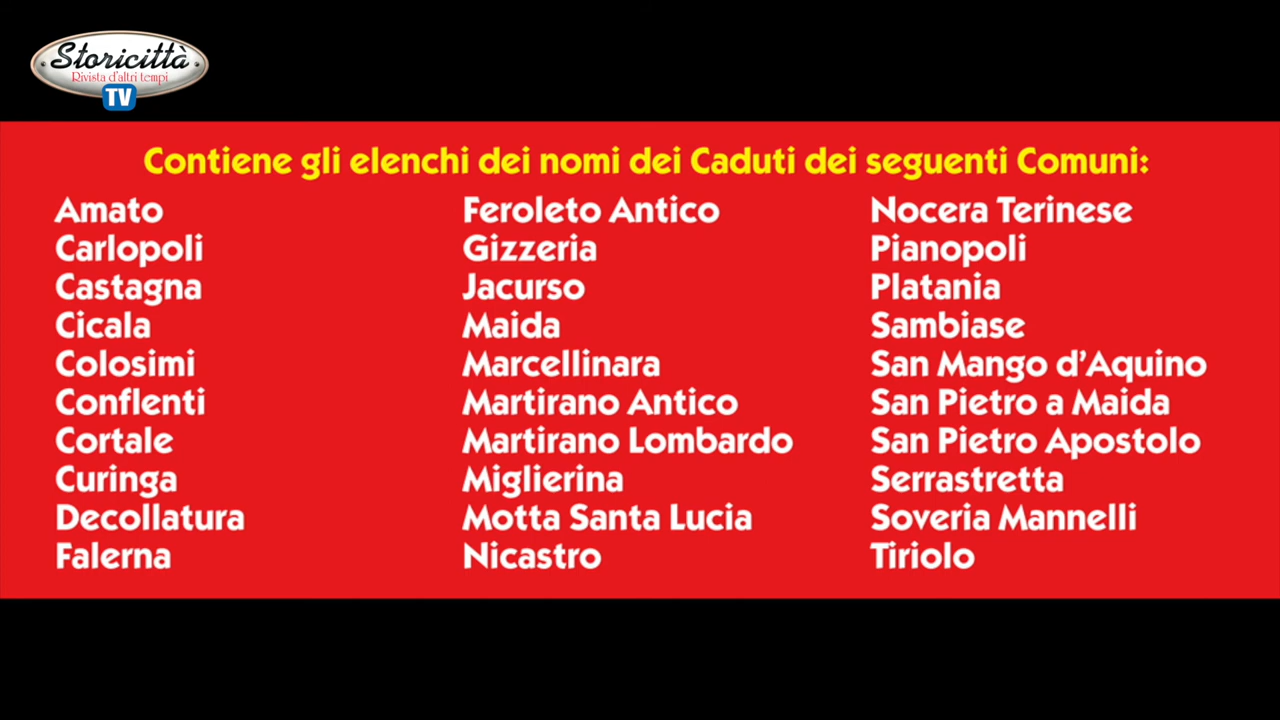 Storicittà
Rivista d'altri tempi
TV
Contiene gli elenchi dei nomi dei Caduti dei seguenti Comuni:
Amato
Carlopoli
Castagna
Cicala
Colosimi
Conflenti
Cortale
Curinga
Decollatura
Falerna
Feroleto Antico
Gizzeria
Jacurso
Maida
Marcellinara
Martirano Antico
Martirano Lombardo
Miglierina
Motta Santa Lucia
Nicastro
Nocera Terinese
Pianopoli
Platania
Sambiase
San Mango d'Aquino
San Pietro a Maida
San Pietro Apostolo
Serrastretta
Soveria Mannelli
Tiriolo